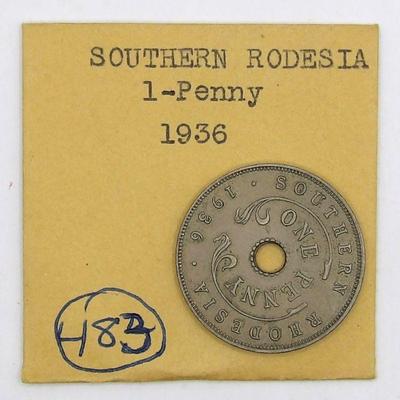 SOUTHERN RODESIA
1-Penny
1936
· SOUTHERN RHODESIA · 1936
ONE PENNY
483